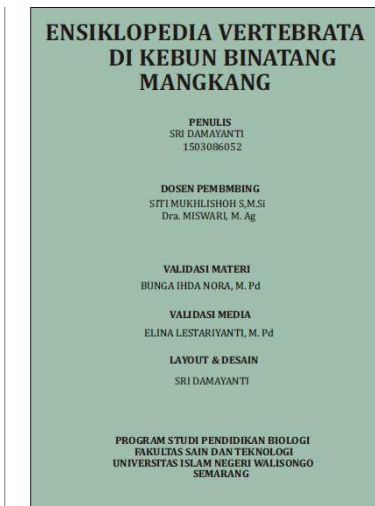 ENSIKLOPEDIA VERTEBRATA
DI KEBUN BINATANG
MANGKANG
PENULIS
SRI DAMAYANTI
1503086052
DOSEN PEMBMBING
SITI MUKHLISHOH S,M.Si
Dra. MISWARI, M. Ag
VALIDASI MATERI
BUNGA IHDA NORA, M. Pd
VALIDASI MEDIA
ELINA LESTARIYANTI, M. Pd
LAYOUT & DESAIN
SRI DAMAYANTI
PROGRAM STUDI PENDIDIKAN BIOLOGI
FAKULTAS SAIN DAN TEKNOLOGI
UNIVERSITAS ISLAM NEGERI WALISONGO
SEMARANG